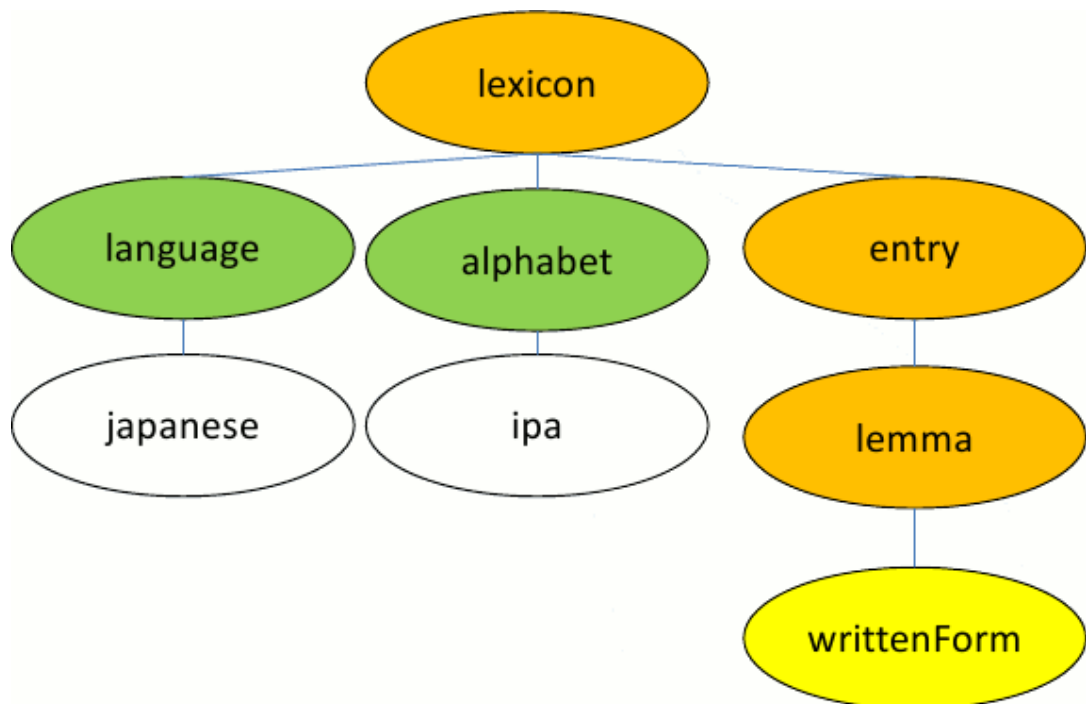 lexicon
language
alphabet
entry
japanese
ipa
lemma
writtenForm